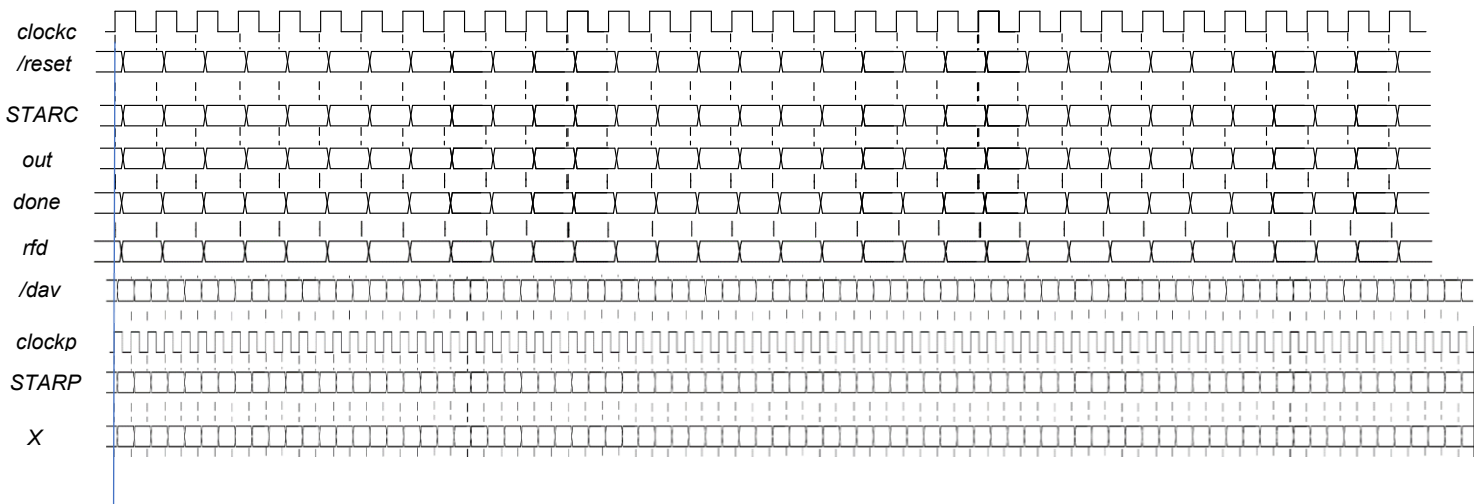 clockc
/reset
STARC
out
done
rfd
/dav
clockp
STARP
X